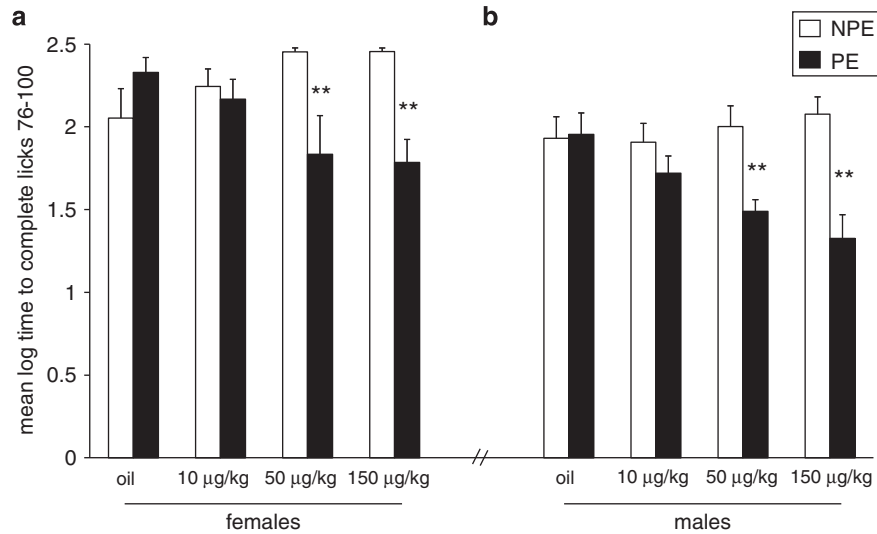 a
b
NPE
PE
mean log time to complete licks 76-100
2.5
2
1.5
1
0.5
0
**
**
**
**
oil
10 µg/kg
50 µg/kg
150 µg/kg
oil
10 µg/kg
50 µg/kg
150 µg/kg
females
males